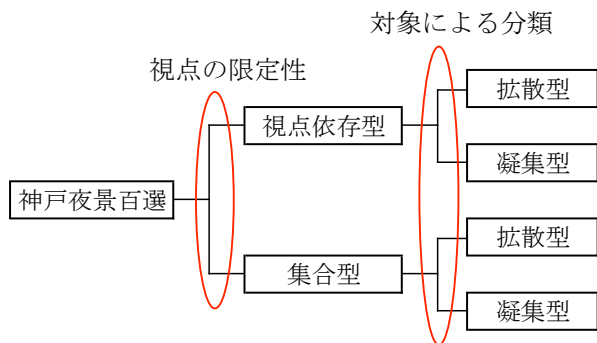 対象による分類
視点の限定性
拡散型
視点依存型
凝集型
神戸夜景百選
拡散型
集合型
凝集型